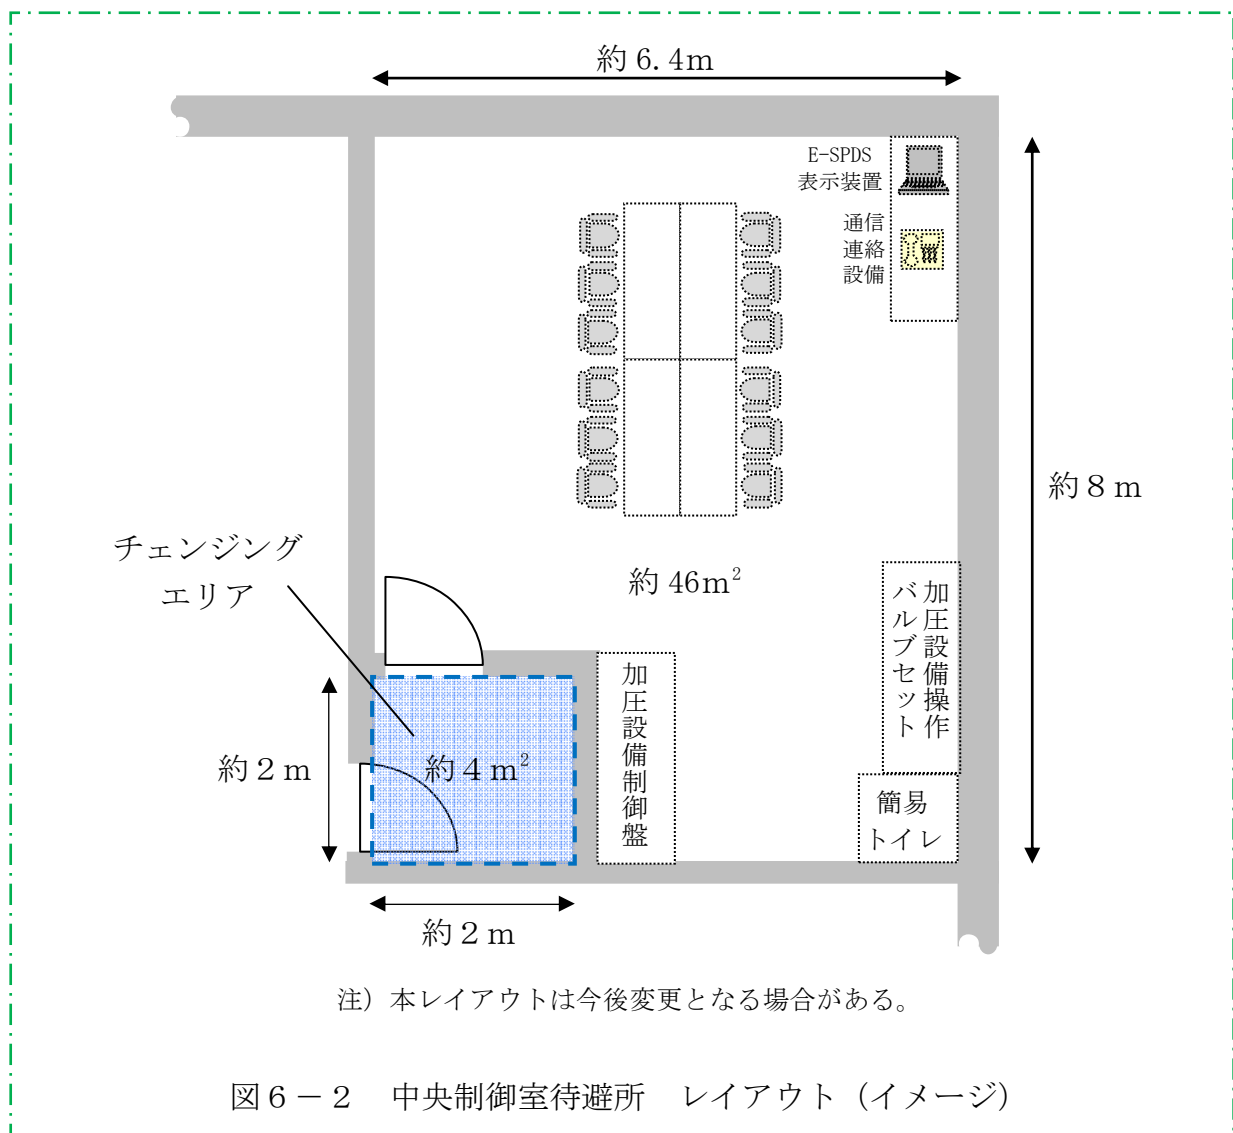 約 6.4m
E-SPDS
表示装置
通信
連絡
設備
約８ｍ
チェンジング
エリア
約 46m²
加圧設備操作
バルブセット
加圧設備制御盤
約２ｍ
約４ｍ²
簡易
トイレ
約２ｍ
注）本レイアウトは今後変更となる場合がある。
図６－２　中央制御室待避所　レイアウト（イメージ）